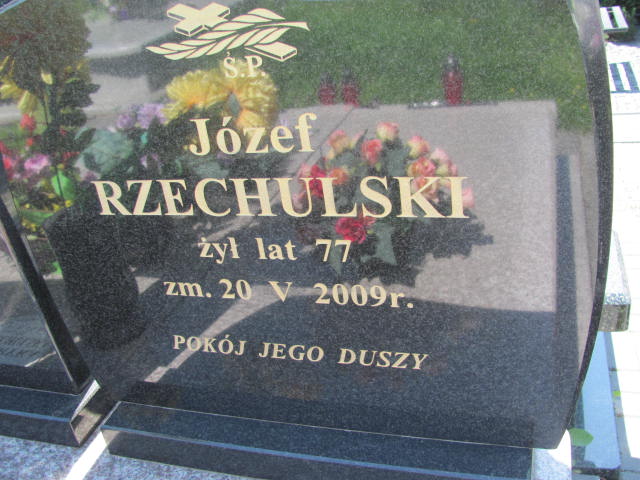 Ś.P.
Józef
RZECHULSKI
żył lat 77
zm. 20 V 2009r.
POKÓJ JEGO DUSZY